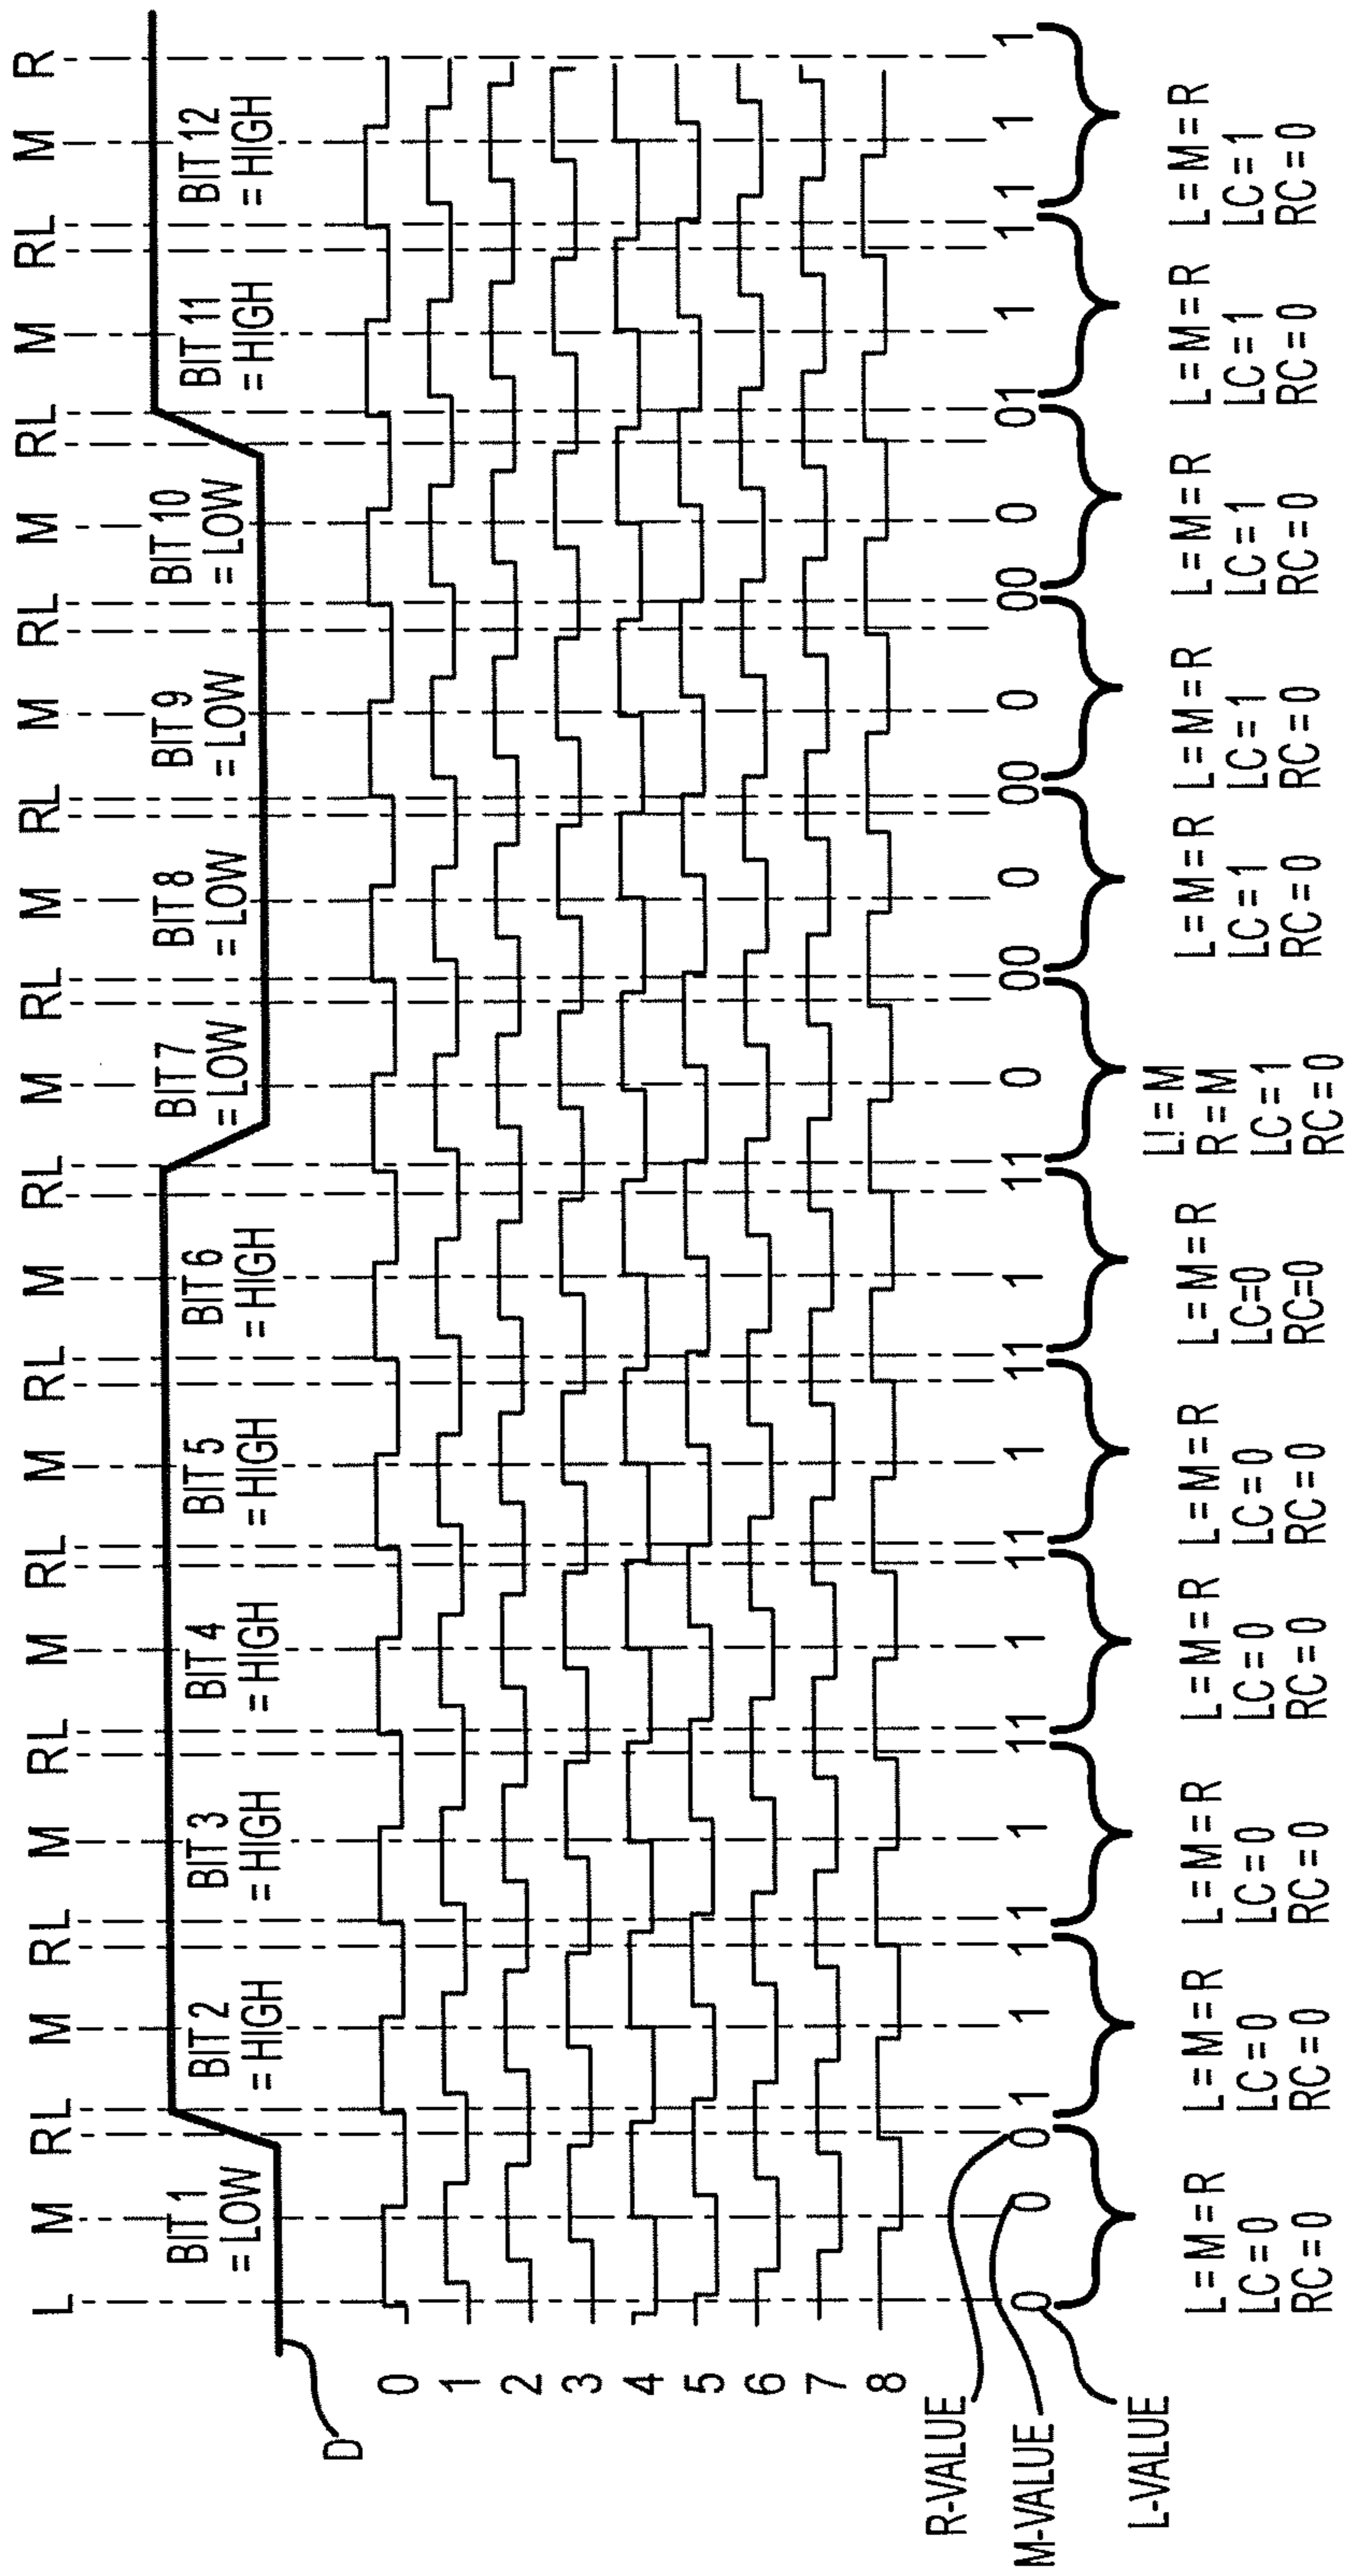 L M RL M RL M RL M RL M RL M RL M RL M RL M RL M RL M RL M R
BIT 1
= LOW
BIT 2
= HIGH
BIT 3
= HIGH
BIT 4
= HIGH
BIT 5
= HIGH
BIT 6
= HIGH
BIT 7
= LOW
BIT 8
= LOW
BIT 9
= LOW
BIT 10
= LOW
BIT 11
= HIGH
BIT 12
= HIGH
D
0
1
2
3
4
5
6
7
8
R-VALUE
M-VALUE
L-VALUE
0 0 0 1 1 1 1 1 11 1 11 1 11 1 11 0 00 0 00 0 00 0 01 1 1 1 1 1
L = M = R
LC = 0
RC = 0
L = M = R
LC = 0
RC = 0
L = M = R
LC = 0
RC = 0
L = M = R
LC = 0
RC = 0
L = M = R
LC = 0
RC = 0
L = M = R
LC=0
RC=0
L! = M
R = M
LC = 1
RC = 0
L = M = R
LC = 1
RC = 0
L = M = R
LC = 1
RC = 0
L = M = R
LC = 1
RC = 0
L = M = R
LC = 1
RC = 0
L = M = R
LC = 1
RC = 0